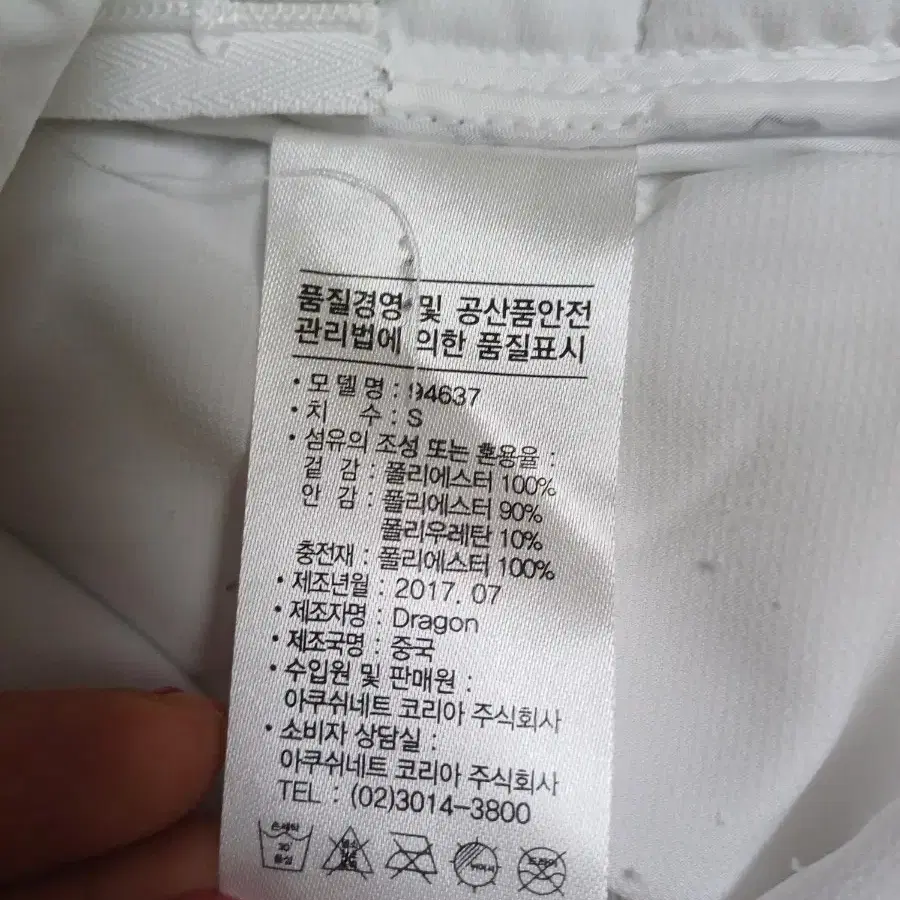 품질경영 및 공산품안전
관리법에 의한 품질표시
· 모델명 : 94637
· 치 수 : S
· 섬유의 조성 또는 혼용율 :
겉 감 : 폴리에스터 100%
안 감 : 폴리에스터 90%
폴리우레탄 10%
충전재 : 폴리에스터 100%
· 제조년월 : 2017. 07
· 제조자명 : Dragon
· 제조국명 : 중국
· 수입원 및 판매원 :
아쿠쉬네트 코리아 주식회사
· 소비자 상담실 :
아쿠쉬네트 코리아 주식회사
TEL : (02)3014-3800
손세탁
30
중성